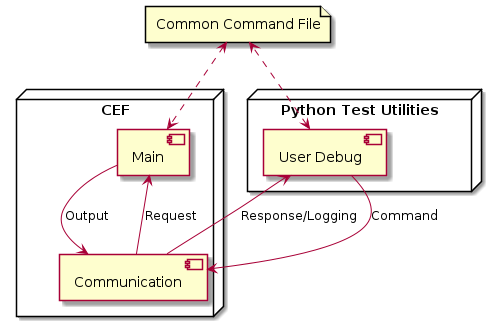 Common Command File
CEF
Python Test Utilities
Main
User Debug
Output
Request
Response/Logging
Command
Communication